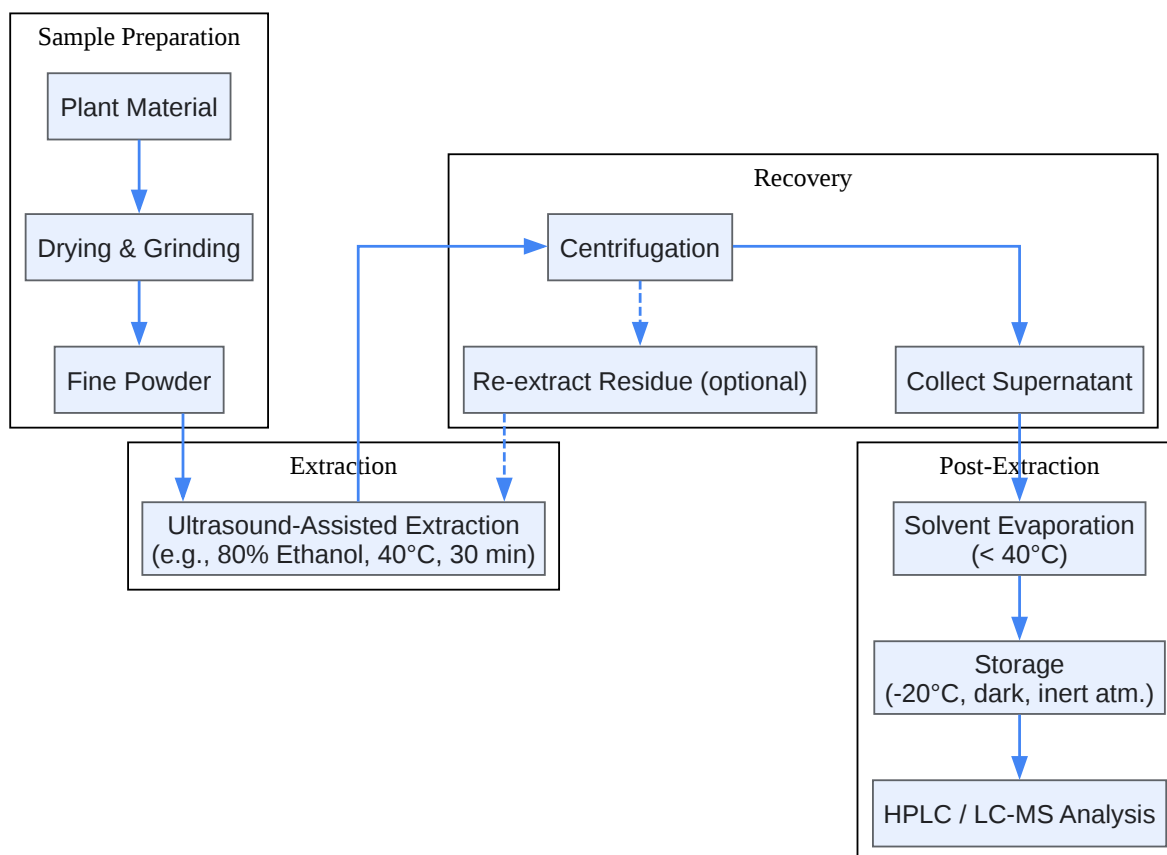 Sample Preparation
Plant Material
Drying & Grinding
Fine Powder
Extraction
Ultrasound-Assisted Extraction
(e.g., 80% Ethanol, 40°C, 30 min)
Recovery
Centrifugation
Re-extract Residue (optional)
Collect Supernatant
Post-Extraction
Solvent Evaporation
(< 40°C)
Storage
(-20°C, dark, inert atm.)
HPLC / LC-MS Analysis